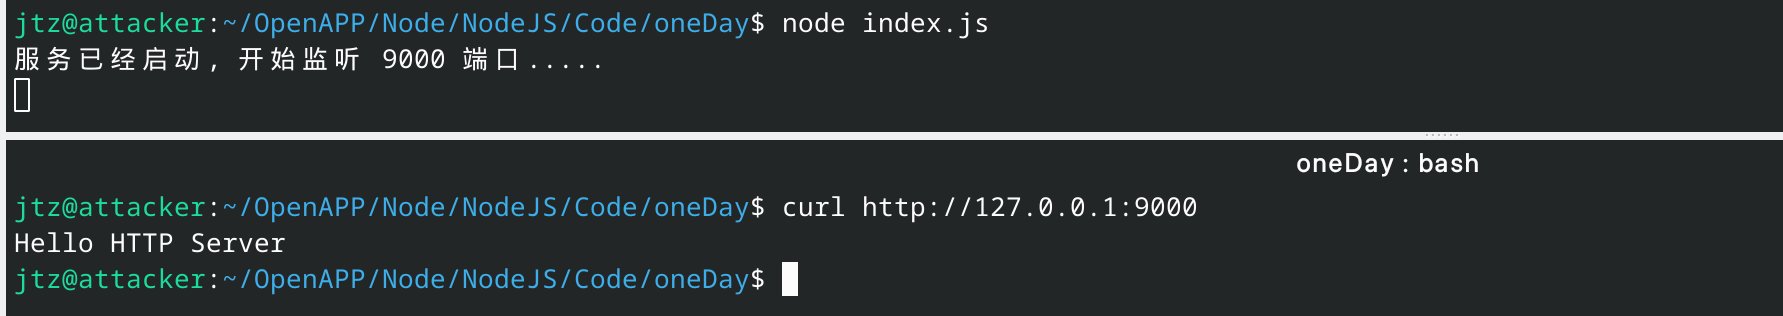 jtz@attacker:~/OpenAPP/Node/NodeJS/Code/oneDay$ node index.js
服务已经启动, 开始监听 9000 端口.....
oneDay : bash
jtz@attacker:~/OpenAPP/Node/NodeJS/Code/oneDay$ curl http://127.0.0.1:9000
Hello HTTP Server
jtz@attacker:~/OpenAPP/Node/NodeJS/Code/oneDay$